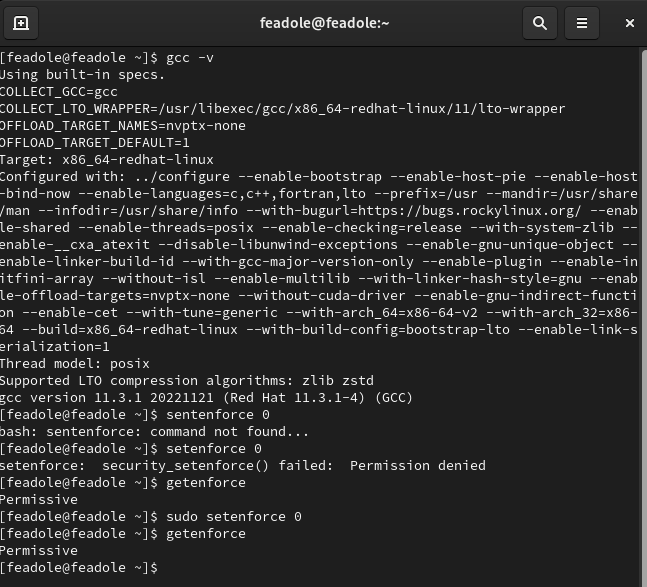 feadole@feadole:~
[feadole@feadole ~]$ gcc -v
Using built-in specs.
COLLECT_GCC=gcc
COLLECT_LTO_WRAPPER=/usr/libexec/gcc/x86_64-redhat-linux/11/lto-wrapper
OFFLOAD_TARGET_NAMES=nvptx-none
OFFLOAD_TARGET_DEFAULT=1
Target: x86_64-redhat-linux
Configured with: ../configure --enable-bootstrap --enable-host-pie --enable-host
-bind-now --enable-languages=c,c++,fortran,lto --prefix=/usr --mandir=/usr/share
/man --infodir=/usr/share/info --with-bugurl=https://bugs.rockylinux.org/ --enab
le-shared --enable-threads=posix --enable-checking=release --with-system-zlib --
enable-__cxa_atexit --disable-libunwind-exceptions --enable-gnu-unique-object --
enable-linker-build-id --with-gcc-major-version-only --enable-plugin --enable-in
itfini-array --without-isl --enable-multilib --with-linker-hash-style=gnu --enab
le-offload-targets=nvptx-none --without-cuda-driver --enable-gnu-indirect-functi
on --enable-cet --with-tune=generic --with-arch_64=x86-64-v2 --with-arch_32=x86-
64 --build=x86_64-redhat-linux --with-build-config=bootstrap-lto --enable-link-s
erialization=1
Thread model: posix
Supported LTO compression algorithms: zlib zstd
gcc version 11.3.1 20221121 (Red Hat 11.3.1-4) (GCC)
[feadole@feadole ~]$ sentenforce 0
bash: sentenforce: command not found...
[feadole@feadole ~]$ setenforce 0
setenforce:  security_setenforce() failed:  Permission denied
[feadole@feadole ~]$ getenforce
Permissive
[feadole@feadole ~]$ sudo setenforce 0
[feadole@feadole ~]$ getenforce
Permissive
[feadole@feadole ~]$